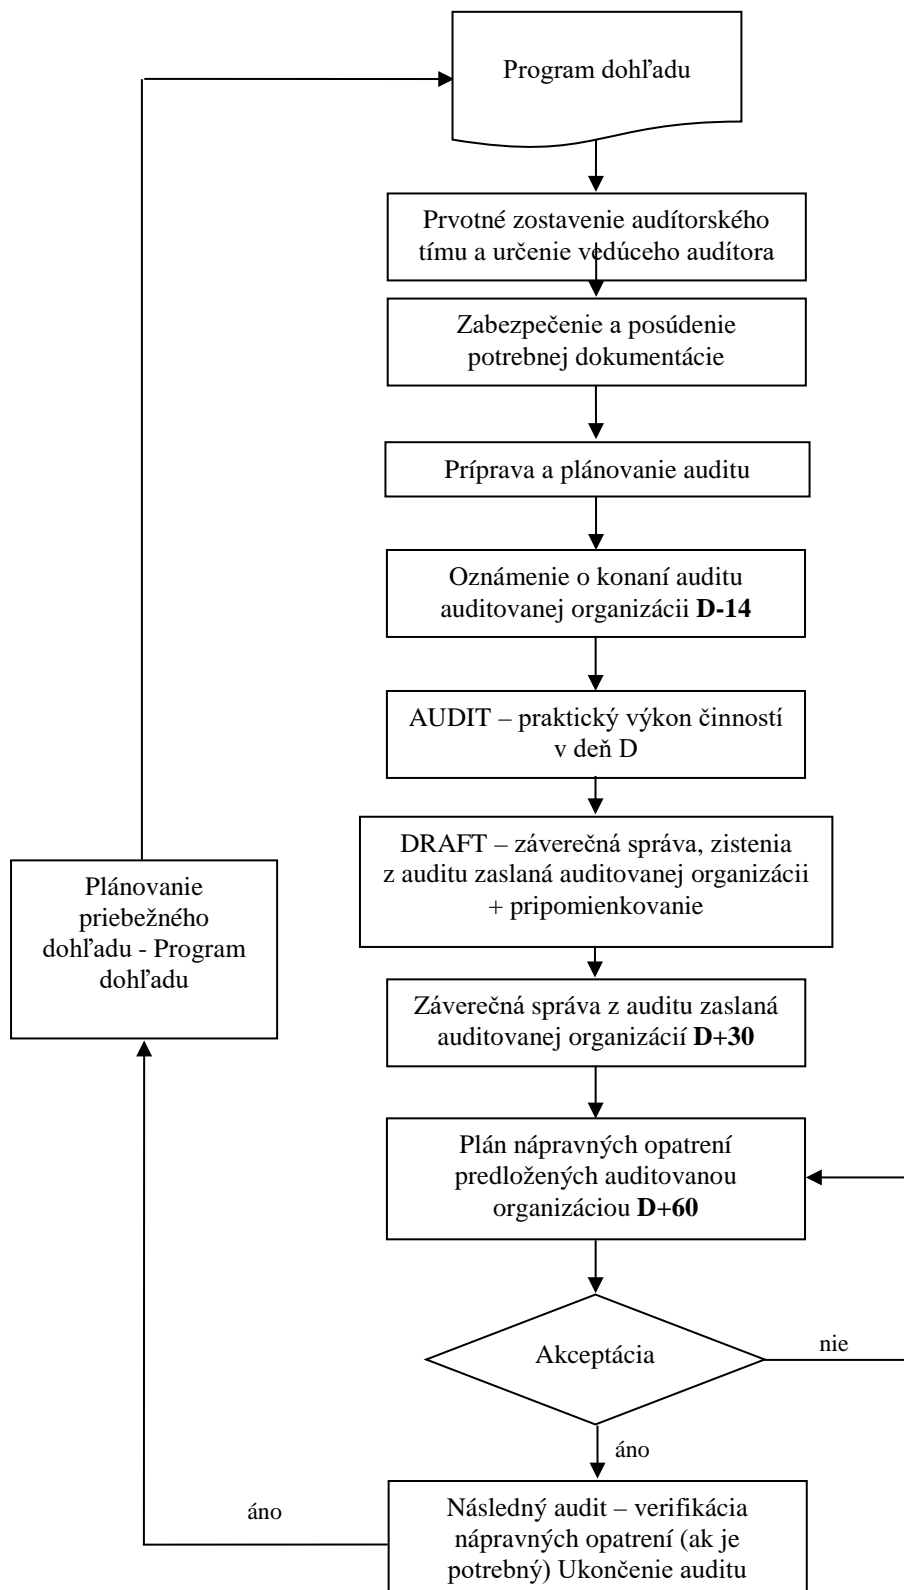 Program dohľadu
Prvotné zostavenie audítorského
tímu a určenie vedúceho audítora
Zabezpečenie a posúdenie
potrebnej dokumentácie
Príprava a plánovanie auditu
Oznámenie o konaní auditu
auditovanej organizácii D-14
AUDIT – praktický výkon činností
v deň D
DRAFT – záverečná správa, zistenia
z auditu zaslaná auditovanej organizácii
+ pripomienkovanie
Plánovanie
priebežného
dohľadu - Program
dohľadu
Záverečná správa z auditu zaslaná
auditovanej organizácií D+30
Plán nápravných opatrení
predložených auditovanou
organizáciou D+60
Akceptácia
nie
áno
áno
Následný audit – verifikácia
nápravných opatrení (ak je
potrebný) Ukončenie auditu